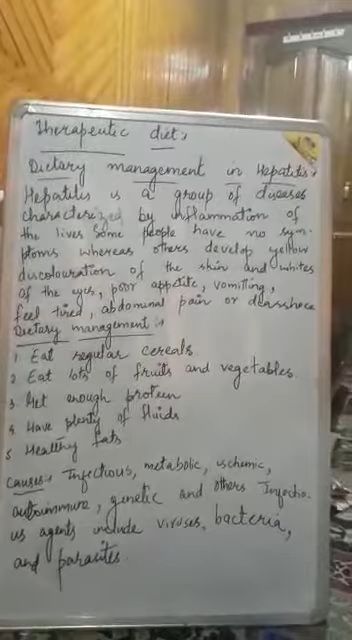 Therapeutic diet:
Dietary management in Hepatitis:
Hepatitis is a group of diseases
characterized by inflammation of
the lives Some people have no sym-
ptoms whereas others develop yellow
discolouration of the skin and whites
of the eyes, poor appetite, vomitting,
feel tired, abdominal pain or diarrhoea
Dietary management:
1 Eat regular cereals
2 Eat lots of fruits and vegetables
3 Get enough protein
4 Have plenty of fluids
5 Healthy fats
Causes: Infectious, metabolic, ischemic,
autoimmune, genetic and others Infectio.
us agents include viruses, bacteria,
and parasites.